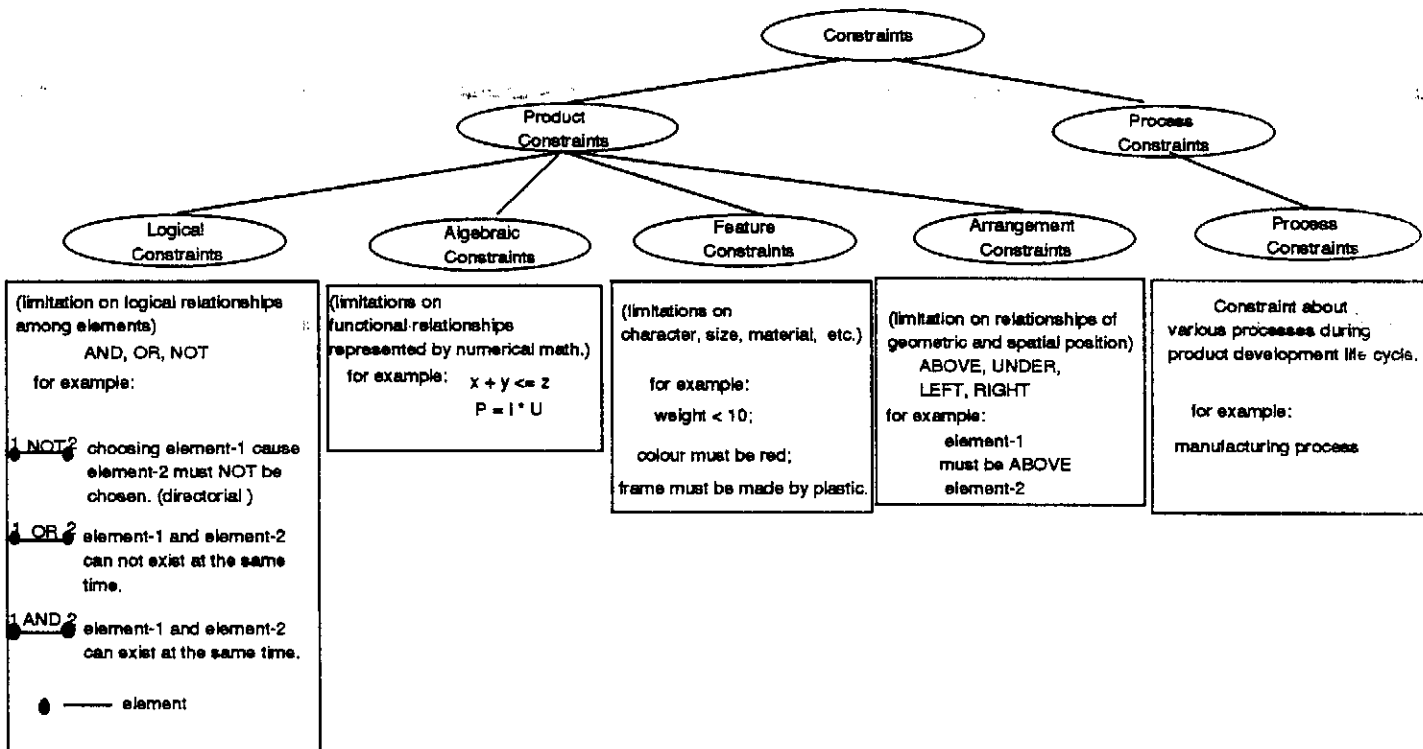 Constraints
Product
Constraints
Process
Constraints
Logical
Constraints
Algebraic
Constraints
Feature
Constraints
Arrangement
Constraints
Process
Constraints
(limitation on logical relationships
among elements)
AND, OR, NOT
for example:
1 NOT 2 choosing element-1 cause
element-2 must NOT be
chosen. (directorial )
1 OR 2 element-1 and element-2
can not exist at the same
time.
1 AND 2 element-1 and element-2
can exist at the same time.
element
(limitations on
functional relationships
represented by numerical math.)
for example: x + y <= z
P = I * U
(limitations on
character, size, material, etc.)
for example:
weight < 10;
colour must be red;
frame must be made by plastic.
(limitation on relationships of
geometric and spatial position)
ABOVE, UNDER,
LEFT, RIGHT
for example:
element-1
must be ABOVE
element-2
Constraint about
various processes during
product development life cycle.
for example:
manufacturing process